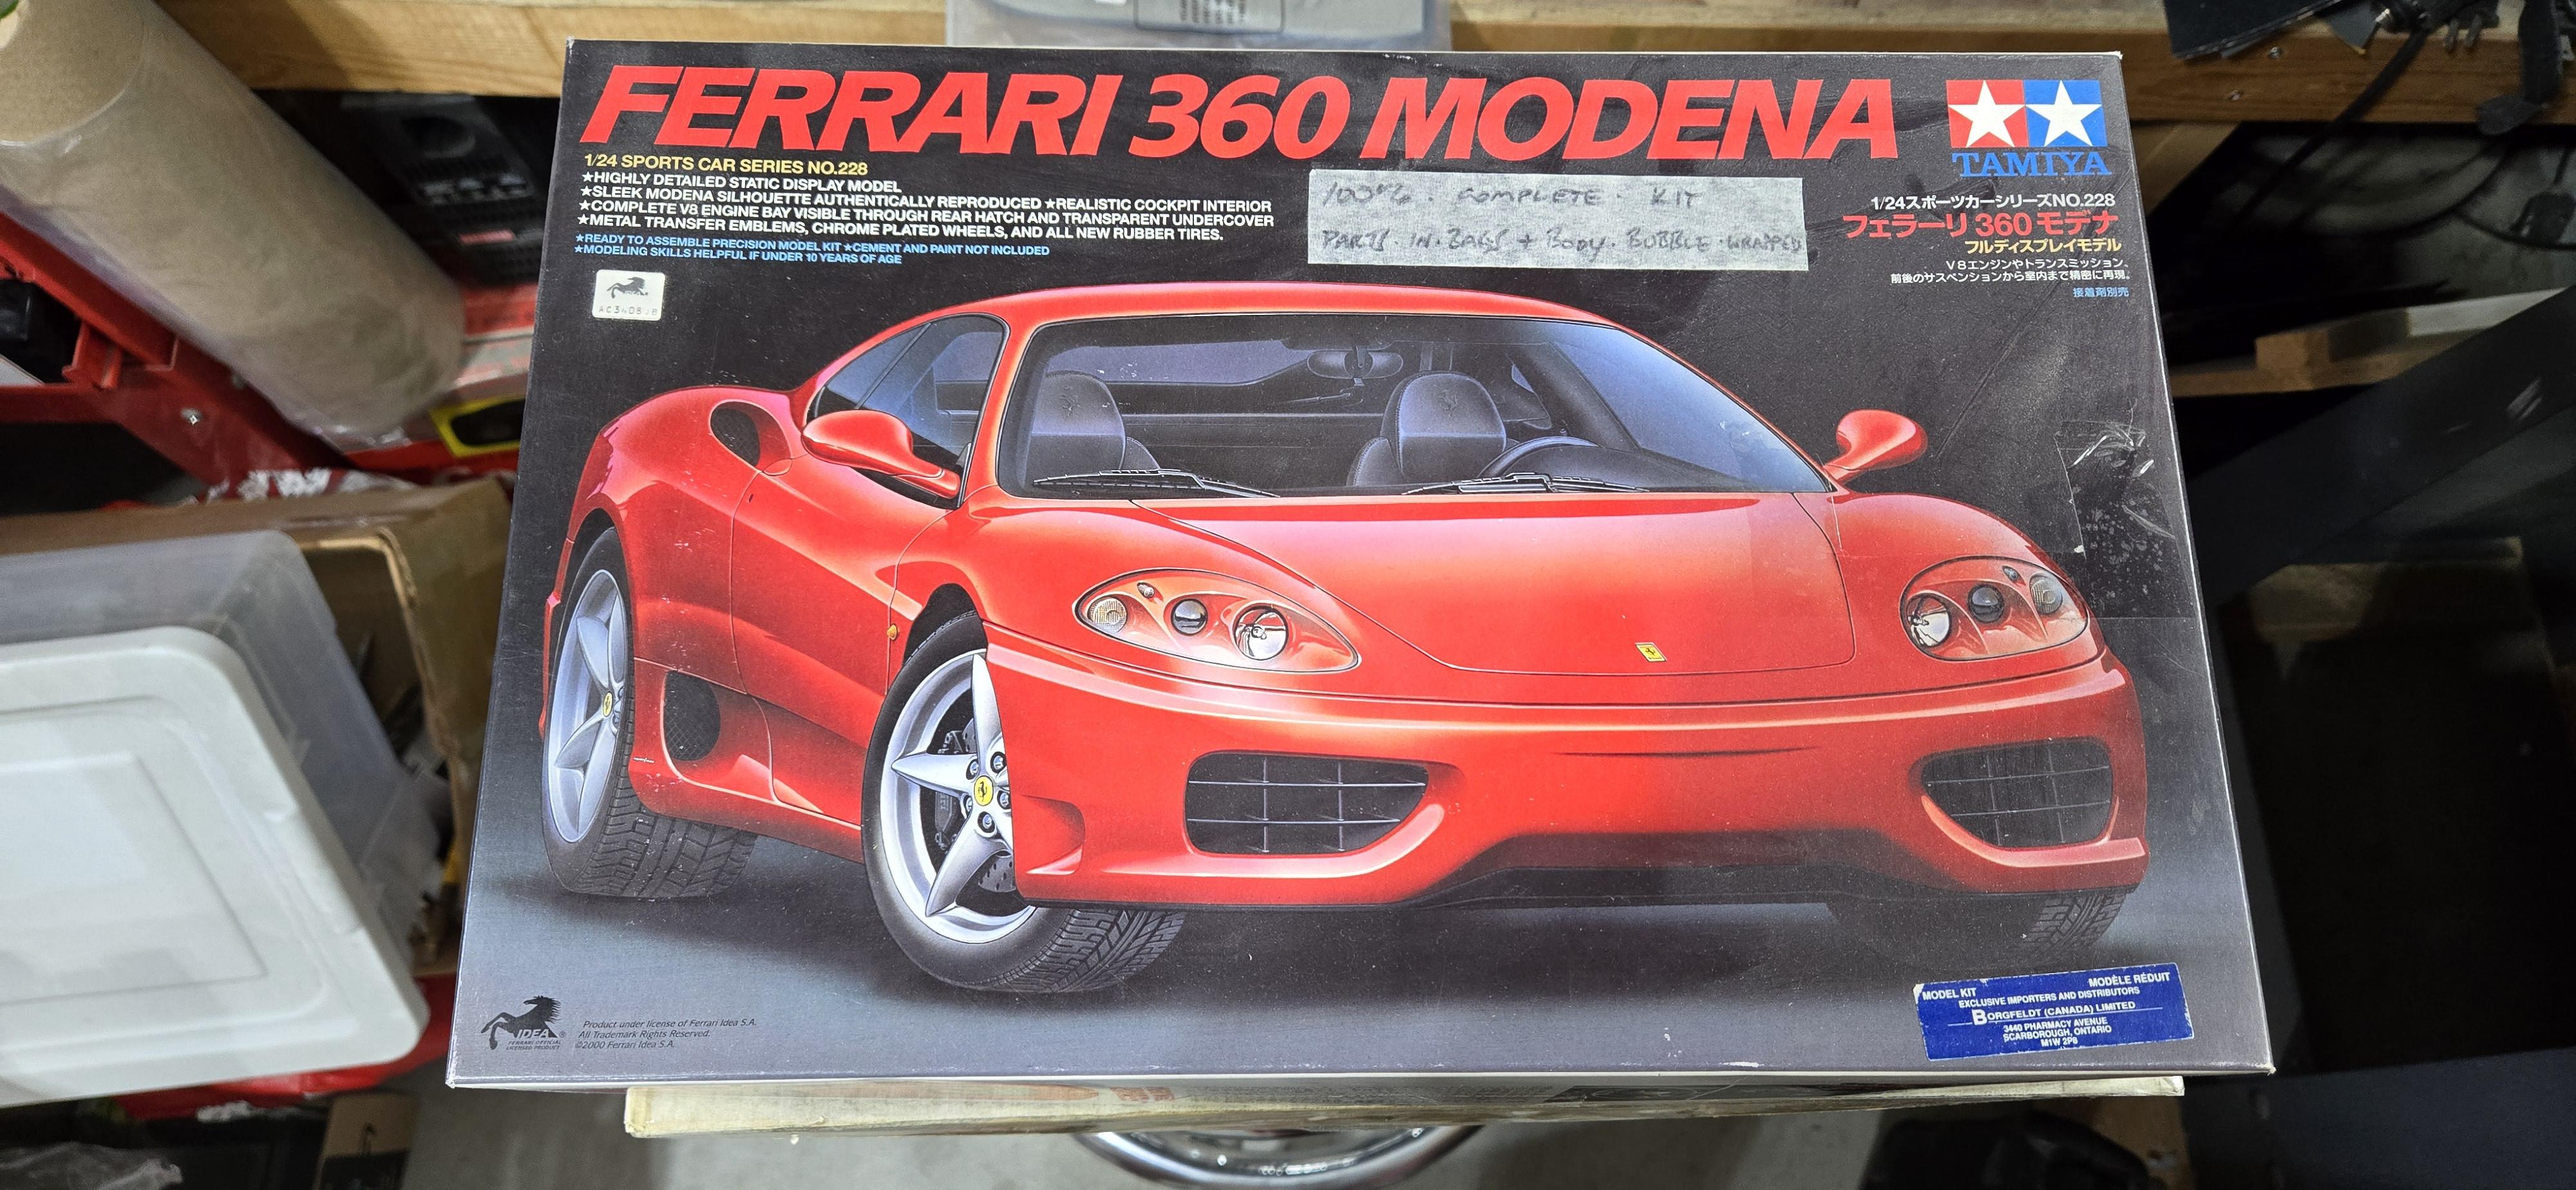 FERRARI 360 MODENA
TAMIYA
1/24 SPORTS CAR SERIES NO.228
★HIGHLY DETAILED STATIC DISPLAY MODEL
★SLEEK MODENA SILHOUETTE AUTHENTICALLY REPRODUCED ★REALISTIC COCKPIT INTERIOR
★COMPLETE V8 ENGINE BAY VISIBLE THROUGH REAR HATCH AND TRANSPARENT UNDERCOVER
★METAL TRANSFER EMBLEMS, CHROME PLATED WHEELS, AND ALL NEW RUBBER TIRES.
★READY TO ASSEMBLE PRECISION MODEL KIT ★CEMENT AND PAINT NOT INCLUDED
★MODELING SKILLS HELPFUL IF UNDER 10 YEARS OF AGE
100% . COMPLETE . KIT
PARTS IN. BAGS + BODY. BUBBLE. WRAPPED
1/24スポーツカーシリーズNO.228
フェラーリ 360 モデナ
フルディスプレイモデル
V8エンジンやトランスミッション、
前後のサスペンションから室内まで精密に再現。
接着剤別売
IDEA ®
FERRARI OFFICIAL
LICENSED PRODUCT
Product under license of Ferrari Idea S.A.
All Trademark Rights Reserved.
©2000 Ferrari Idea S.A.
MODEL KIT MODÈLE RÉDUIT
EXCLUSIVE IMPORTERS AND DISTRIBUTORS
BORGFELDT (CANADA) LIMITED
3440 PHARMACY AVENUE
SCARBOROUGH, ONTARIO
M1W 2P8